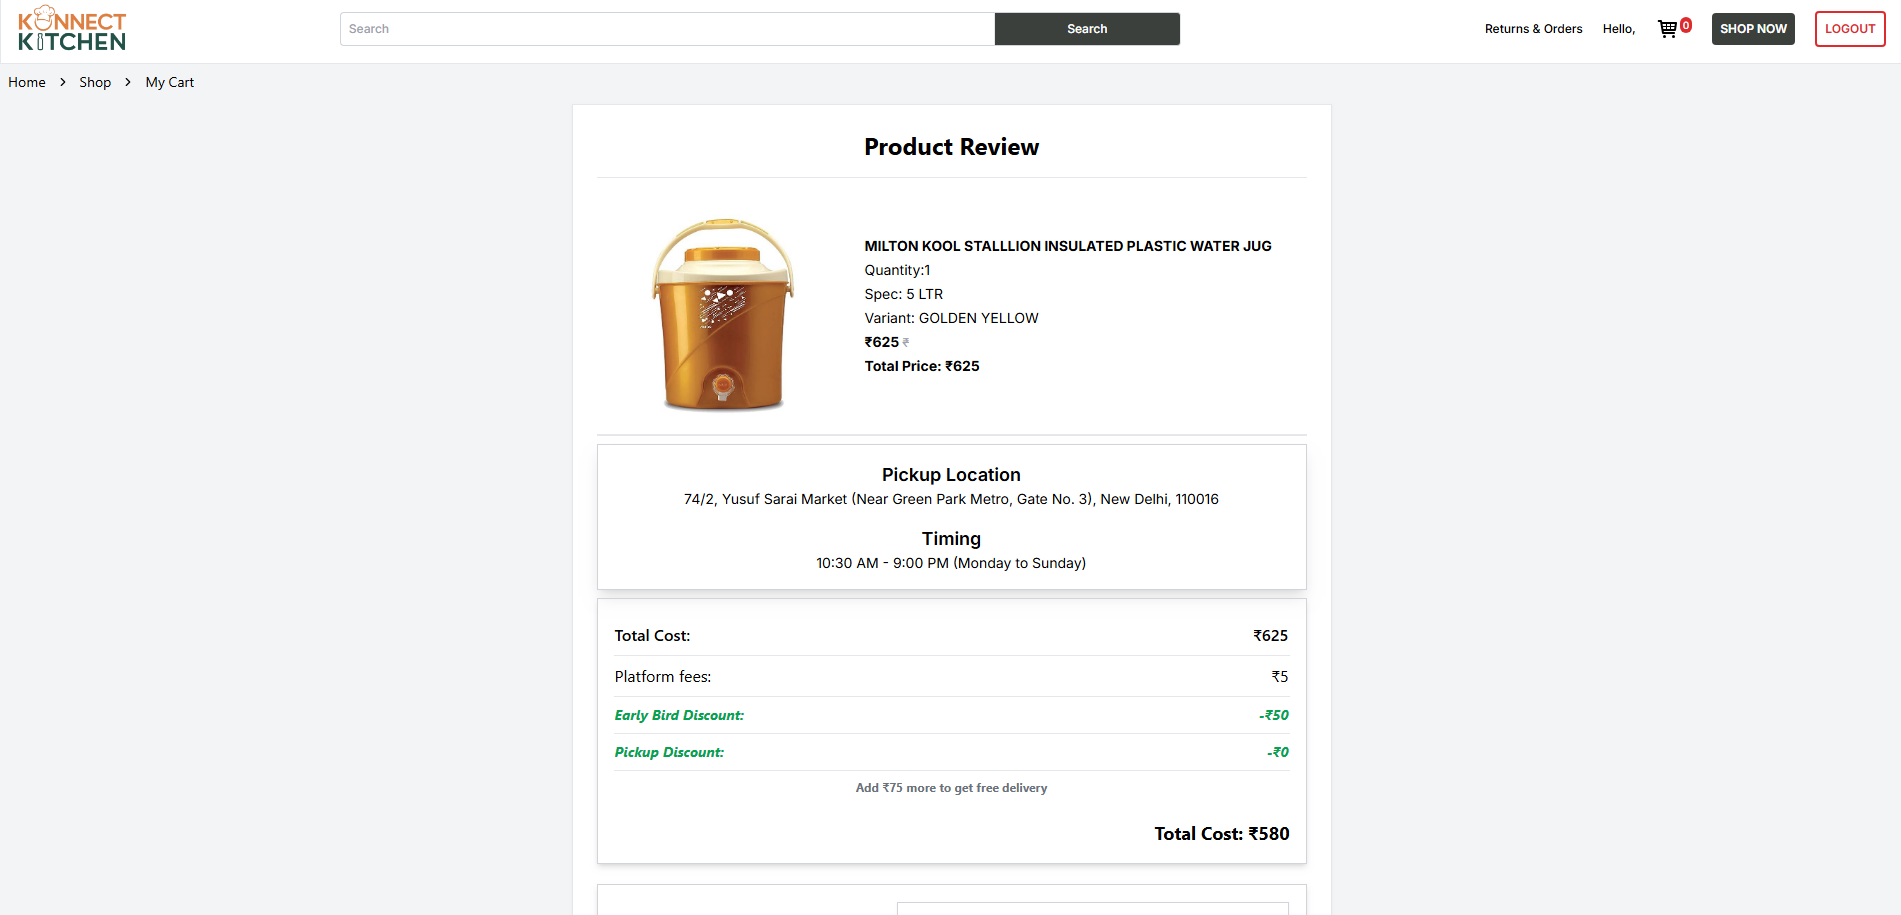 KONNECT
KITCHEN
Search
Search
Returns & Orders
Hello,
0
SHOP NOW
LOGOUT
Home > Shop > My Cart
Product Review
MILTON KOOL STALLLION INSULATED PLASTIC WATER JUG
Quantity:1
Spec: 5 LTR
Variant: GOLDEN YELLOW
₹625 ₹
Total Price: ₹625
Pickup Location
74/2, Yusuf Sarai Market (Near Green Park Metro, Gate No. 3), New Delhi, 110016
Timing
10:30 AM - 9:00 PM (Monday to Sunday)
Total Cost: ₹625
Platform fees: ₹5
Early Bird Discount: -₹50
Pickup Discount: -₹0
Add ₹75 more to get free delivery
Total Cost: ₹580